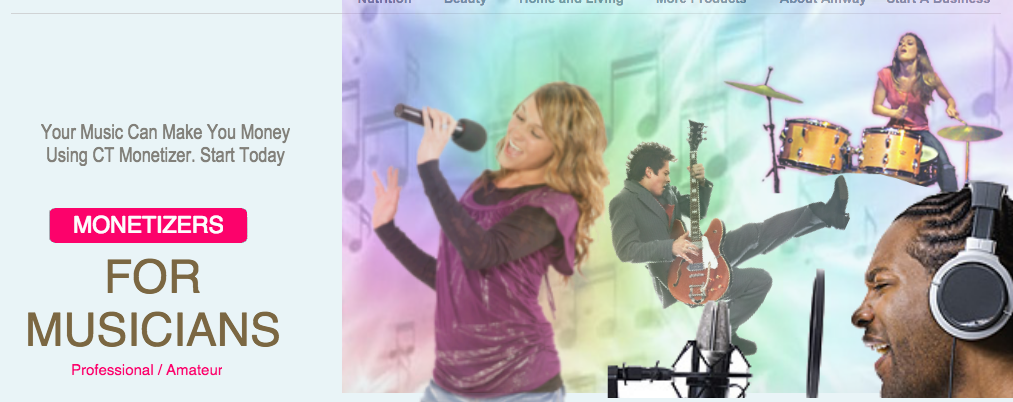 Nutrition Beauty Home and Living More Products About Amway Start A Business
Your Music Can Make You Money
Using CT Monetizer. Start Today
MONETIZERS
FOR
MUSICIANS
Professional / Amateur